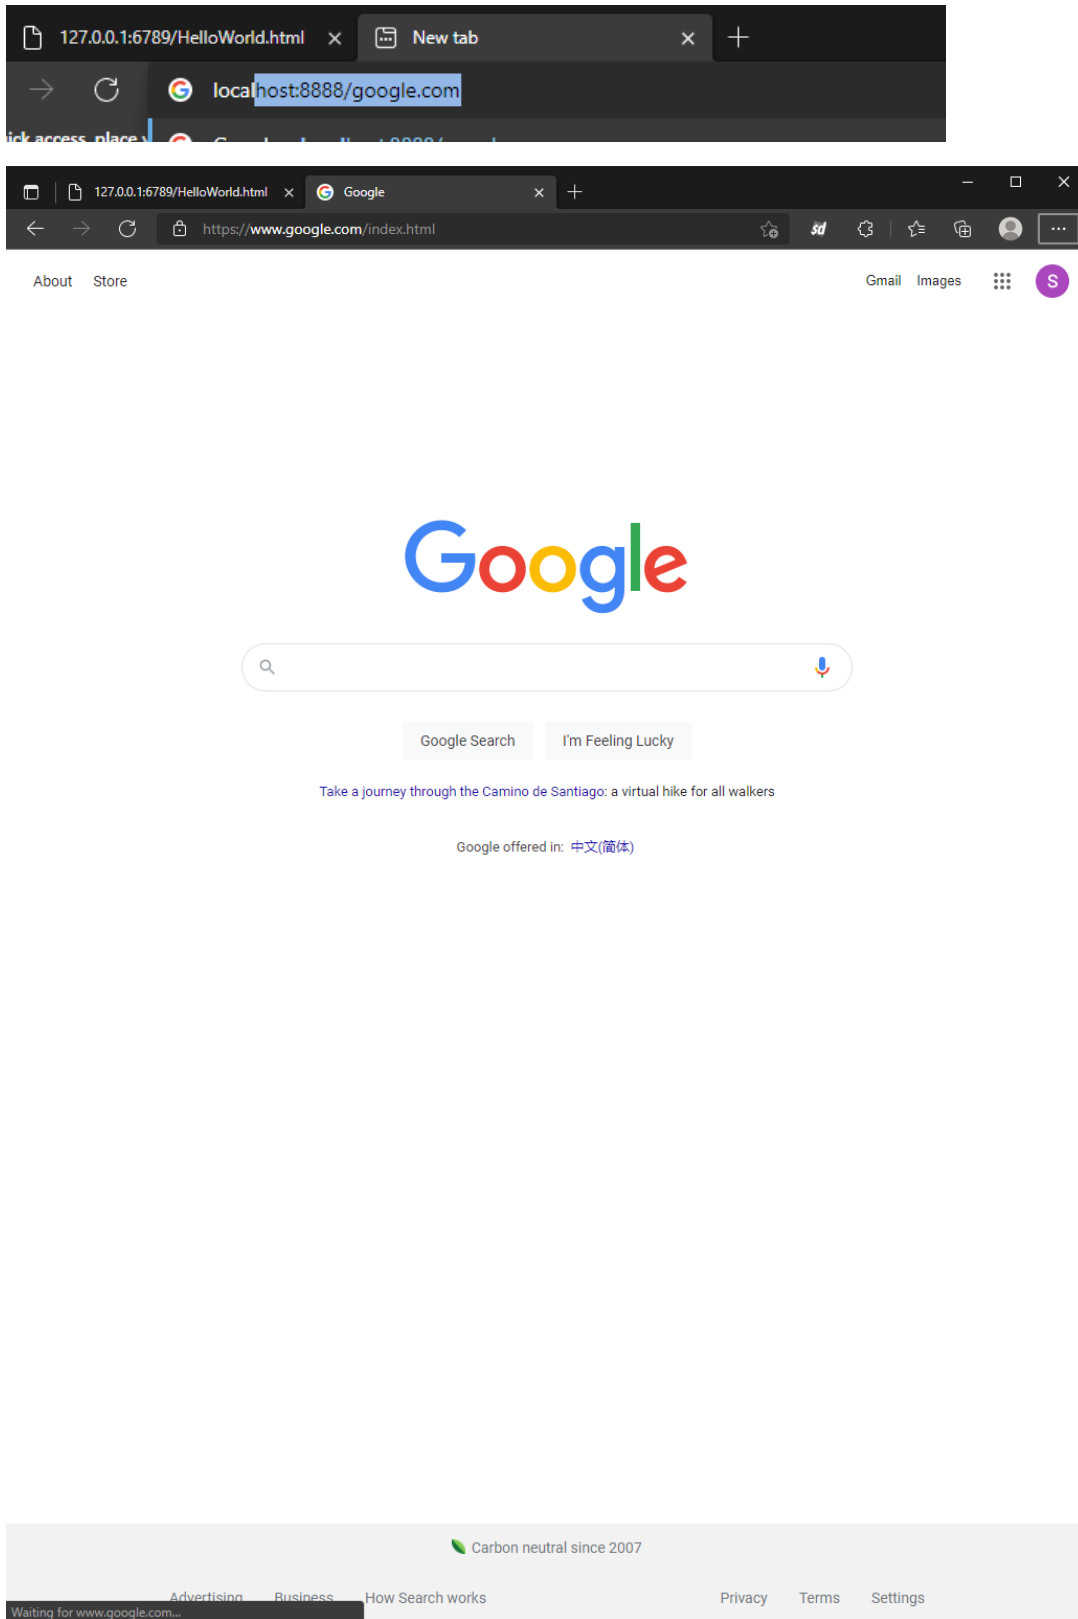 127.0.0.1:6789/HelloWorld.html New tab
localhost:8888/google.com
127.0.0.1:6789/HelloWorld.html Google
https://www.google.com/index.html
About Store Gmail Images S
Google
Google Search I'm Feeling Lucky
Take a journey through the Camino de Santiago: a virtual hike for all walkers
Google offered in: 中文(简体)
Carbon neutral since 2007
Advertising Business How Search works Privacy Terms Settings
Waiting for www.google.com...